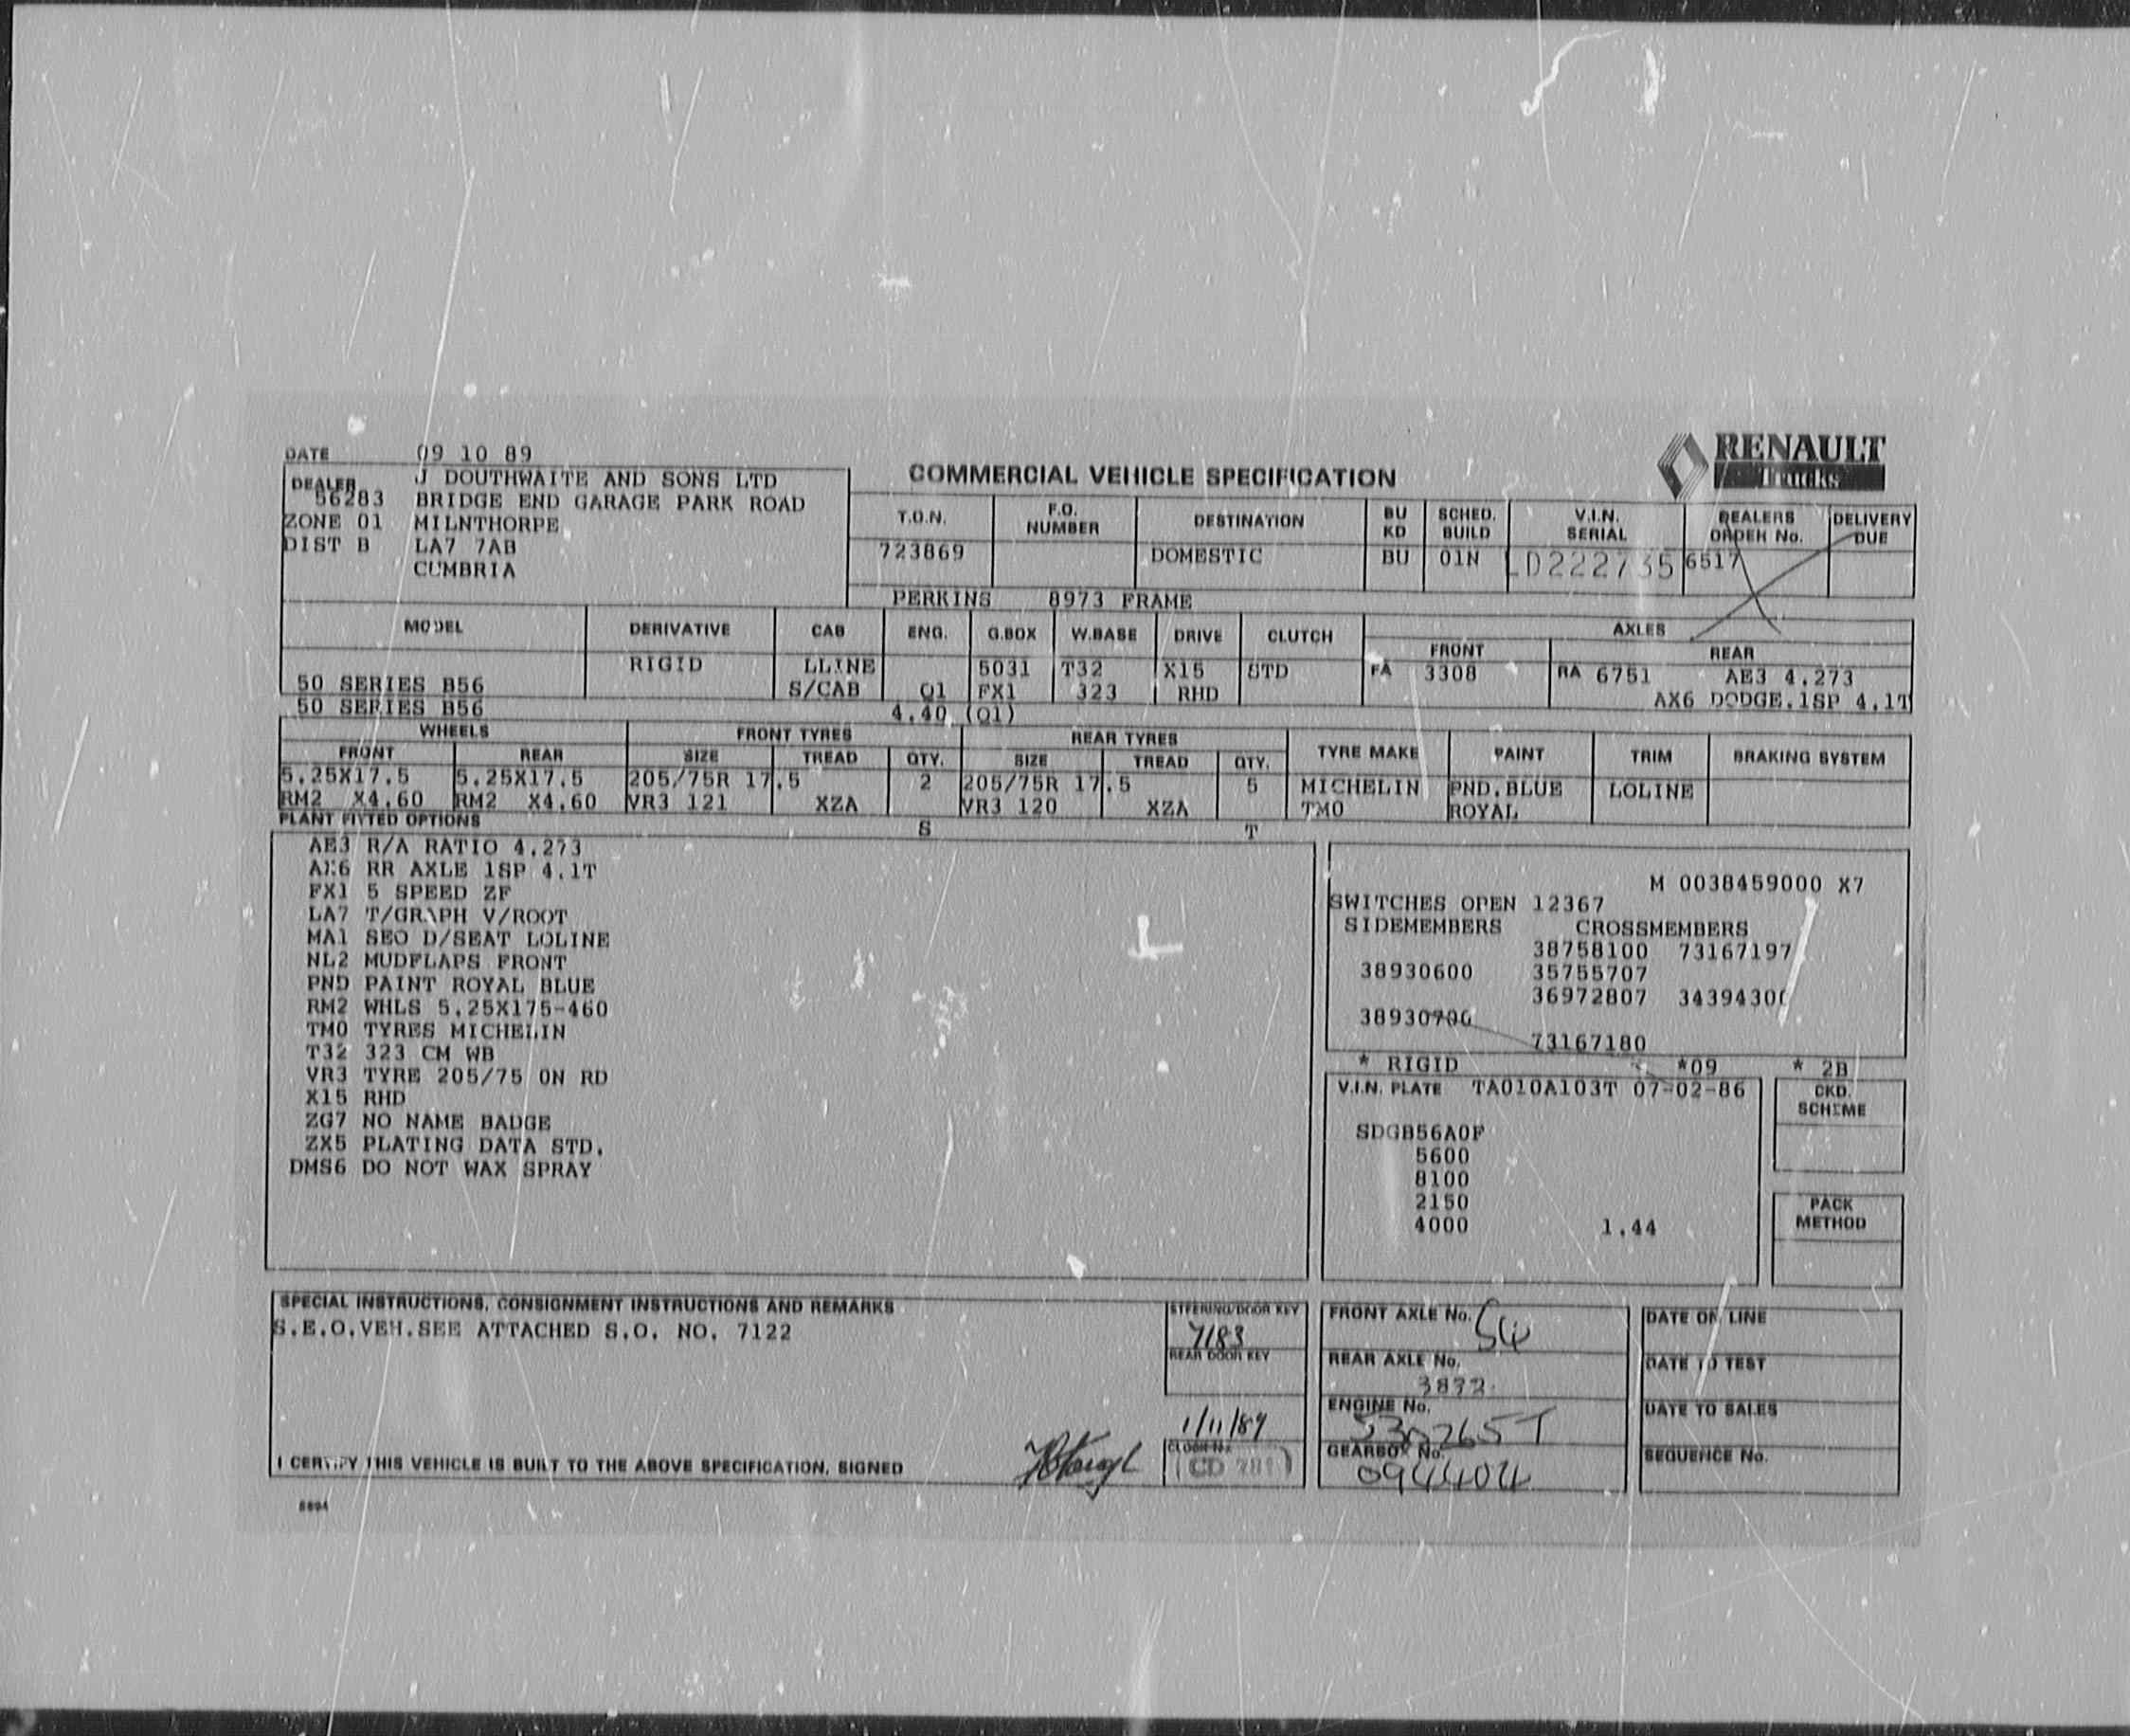 RENAULT
Trucks
DATE 09 10 89
COMMERCIAL VEHICLE SPECIFICATION
DEALER J DOUTHWAITE AND SONS LTD
56283 BRIDGE END GARAGE PARK ROAD
ZONE 01 MILNTHORPE
DIST B LA7 7AB
CUMBRIA
T.O.N. F.O. NUMBER DESTINATION BU KD SCHED. BUILD V.I.N. SERIAL DEALERS ORDER No. DELIVERY DUE
723869 DOMESTIC BU 01N LD222735 6517
PERKINS 8973 FRAME
MODEL DERIVATIVE CAB ENG. G.BOX W.BASE DRIVE CLUTCH AXLES
FRONT REAR
RIGID LLINE 5031 T32 X15 STD FA 3308 RA 6751 AE3 4.273
50 SERIES B56 S/CAB Q1 FX1 323 RHD AX6 DODGE.1SP 4.1T
50 SERIES B56 4.40 (Q1)
WHEELS FRONT TYRES REAR TYRES
FRONT REAR SIZE TREAD QTY. SIZE TREAD QTY. TYRE MAKE PAINT TRIM BRAKING SYSTEM
5.25X17.5 5.25X17.5 205/75R 17.5 2 205/75R 17.5 5 MICHELIN PND.BLUE LOLINE
RM2 X4.60 RM2 X4.60 VR3 121 XZA VR3 120 XZA TMO ROYAL
PLANT FITTED OPTIONS S T
AE3 R/A RATIO 4.273
AX6 RR AXLE 1SP 4.1T
FX1 5 SPEED ZF
LA7 T/GRAPH V/ROOT
MA1 SEO D/SEAT LOLINE
NL2 MUDFLAPS FRONT
PND PAINT ROYAL BLUE
RM2 WHLS 5.25X175-460
TMO TYRES MICHELIN
T32 323 CM WB
VR3 TYRE 205/75 ON RD
X15 RHD
ZG7 NO NAME BADGE
ZX5 PLATING DATA STD.
DMS6 DO NOT WAX SPRAY
M 0038459000 X7
SWITCHES OPEN 12367
SIDEMEMBERS CROSSMEMBERS
38758100 73167197
38930600 35755707
36972807 34394300
38930700
73167180
* RIGID *09 * 2B
V.I.N. PLATE TA010A103T 07-02-86
SDGB56A0F
5600
8100
2150
4000 1.44
CKD. SCHEME
PACK METHOD
SPECIAL INSTRUCTIONS, CONSIGNMENT INSTRUCTIONS AND REMARKS
S.E.O.VEH.SEE ATTACHED S.O. NO. 7122
I CERTIFY THIS VEHICLE IS BUILT TO THE ABOVE SPECIFICATION. SIGNED
STEERING/DOOR KEY
7183
REAR DOOR KEY
1/11/89
CLOCK No.
FRONT AXLE No.
REAR AXLE No.
3872
ENGINE No.
GEARBOX No.
094404
DATE ON LINE
DATE TO TEST
DATE TO SALES
SEQUENCE No.